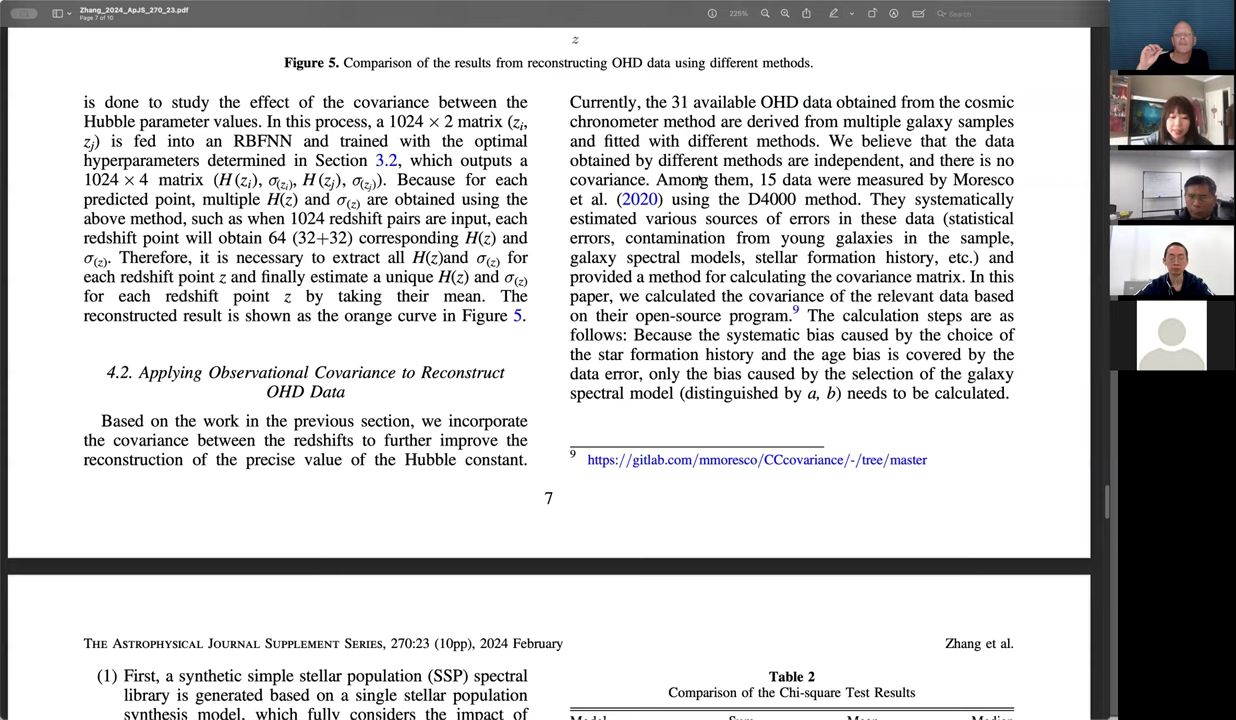 Zhang_2024_ApJS_270_23.pdf
Page 7 of 10
225%
Search
z
Figure 5. Comparison of the results from reconstructing OHD data using different methods.
is done to study the effect of the covariance between the
Hubble parameter values. In this process, a 1024 × 2 matrix (zᵢ,
zⱼ) is fed into an RBFNN and trained with the optimal
hyperparameters determined in Section 3.2, which outputs a
1024 × 4 matrix (H(zᵢ), σ(zᵢ), H(zⱼ), σ(zⱼ)). Because for each
predicted point, multiple H(z) and σ(z) are obtained using the
above method, such as when 1024 redshift pairs are input, each
redshift point will obtain 64 (32+32) corresponding H(z) and
σ(z). Therefore, it is necessary to extract all H(z)and σ(z) for
each redshift point z and finally estimate a unique H(z) and σ(z)
for each redshift point z by taking their mean. The
reconstructed result is shown as the orange curve in Figure 5.
4.2. Applying Observational Covariance to Reconstruct
OHD Data
Based on the work in the previous section, we incorporate
the covariance between the redshifts to further improve the
reconstruction of the precise value of the Hubble constant.
Currently, the 31 available OHD data obtained from the cosmic
chronometer method are derived from multiple galaxy samples
and fitted with different methods. We believe that the data
obtained by different methods are independent, and there is no
covariance. Among them, 15 data were measured by Moresco
et al. (2020) using the D4000 method. They systematically
estimated various sources of errors in these data (statistical
errors, contamination from young galaxies in the sample,
galaxy spectral models, stellar formation history, etc.) and
provided a method for calculating the covariance matrix. In this
paper, we calculated the covariance of the relevant data based
on their open-source program.⁹ The calculation steps are as
follows: Because the systematic bias caused by the choice of
the star formation history and the age bias is covered by the
data error, only the bias caused by the selection of the galaxy
spectral model (distinguished by a, b) needs to be calculated.
⁹ https://gitlab.com/mmoresco/CCcovariance/-/tree/master
7
THE ASTROPHYSICAL JOURNAL SUPPLEMENT SERIES, 270:23 (10pp), 2024 February
Zhang et al.
(1) First, a synthetic simple stellar population (SSP) spectral
library is generated based on a single stellar population
synthesis model, which fully considers the impact of
Table 2
Comparison of the Chi-square Test Results
Model Sum Mean Median